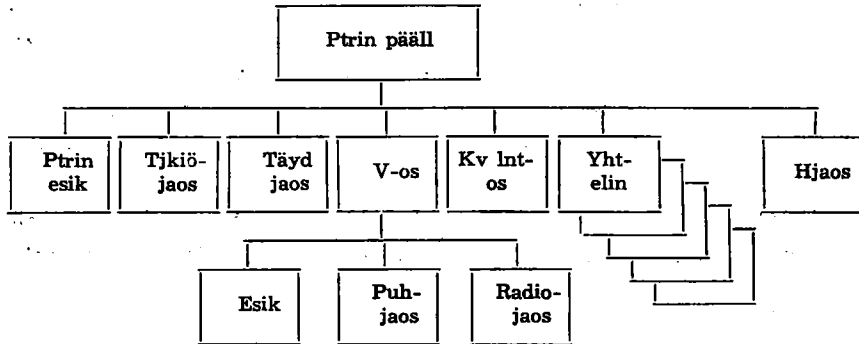 Ptrin pääll
Ptrin
esik
Tjkiö-
jaos
Täyd
jaos
V-os
Kv lnt-
os
Yht-
elin
Hjaos
Esik
Puh-
jaos
Radio-
jaos